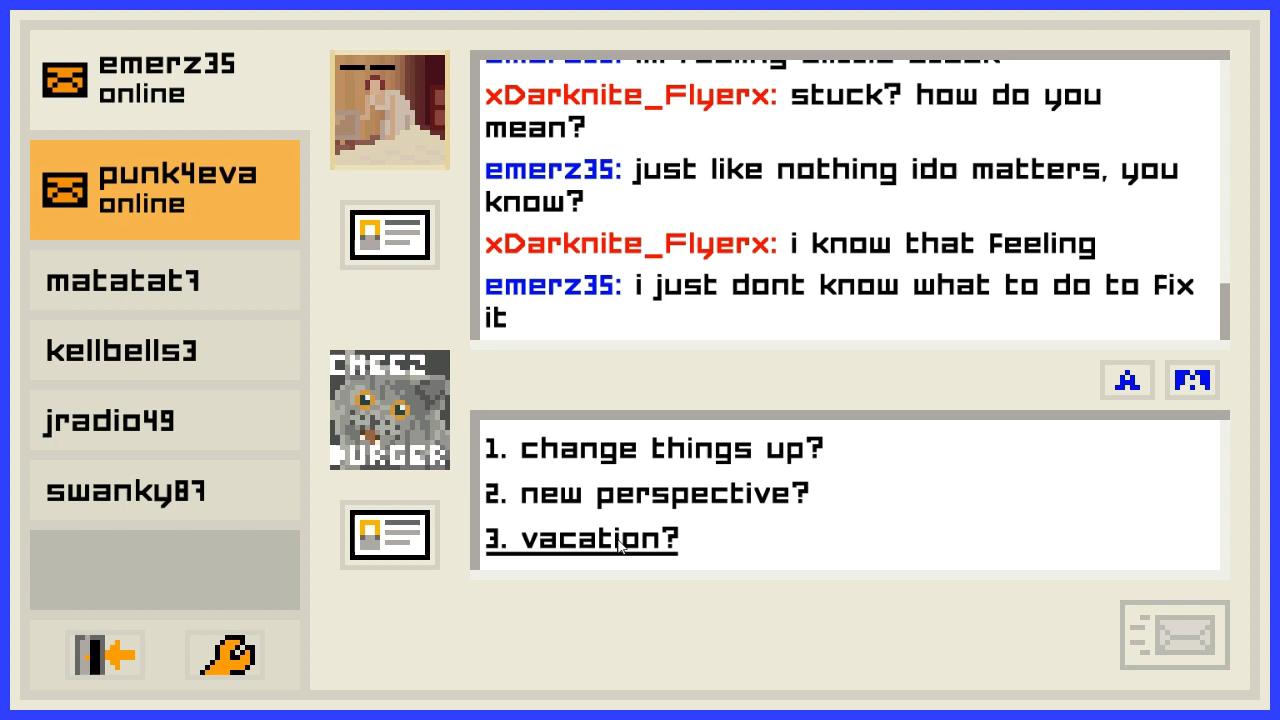 emerz35
online
punk4eva
online
matatat7
kellbells3
jradio49
swanky87
xDarknite_Flyerx: stuck? how do you
mean?
emerz35: just like nothing ido matters, you
know?
xDarknite_Flyerx: i know that feeling
emerz35: i just dont know what to do to fix
it
A
M
CHEEZ
BURGER
1. change things up?
2. new perspective?
3. vacation?